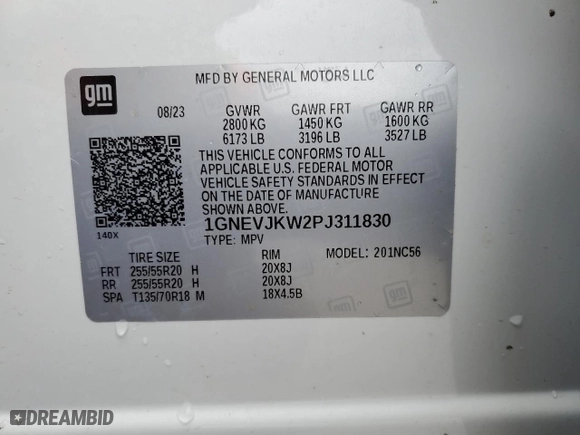 gm
MFD BY GENERAL MOTORS LLC
08/23 GVWR GAWR FRT GAWR RR
2800 KG 1450 KG 1600 KG
6173 LB 3196 LB 3527 LB
THIS VEHICLE CONFORMS TO ALL
APPLICABLE U.S. FEDERAL MOTOR
VEHICLE SAFETY STANDARDS IN EFFECT
ON THE DATE OF MANUFACTURE
SHOWN ABOVE.
140X
1GNEVJKW2PJ311830
TYPE: MPV
TIRE SIZE RIM MODEL: 201NC56
FRT 255/55R20 H 20X8J
RR 255/55R20 H 20X8J
SPA T135/70R18 M 18X4.5B
DREAMBID